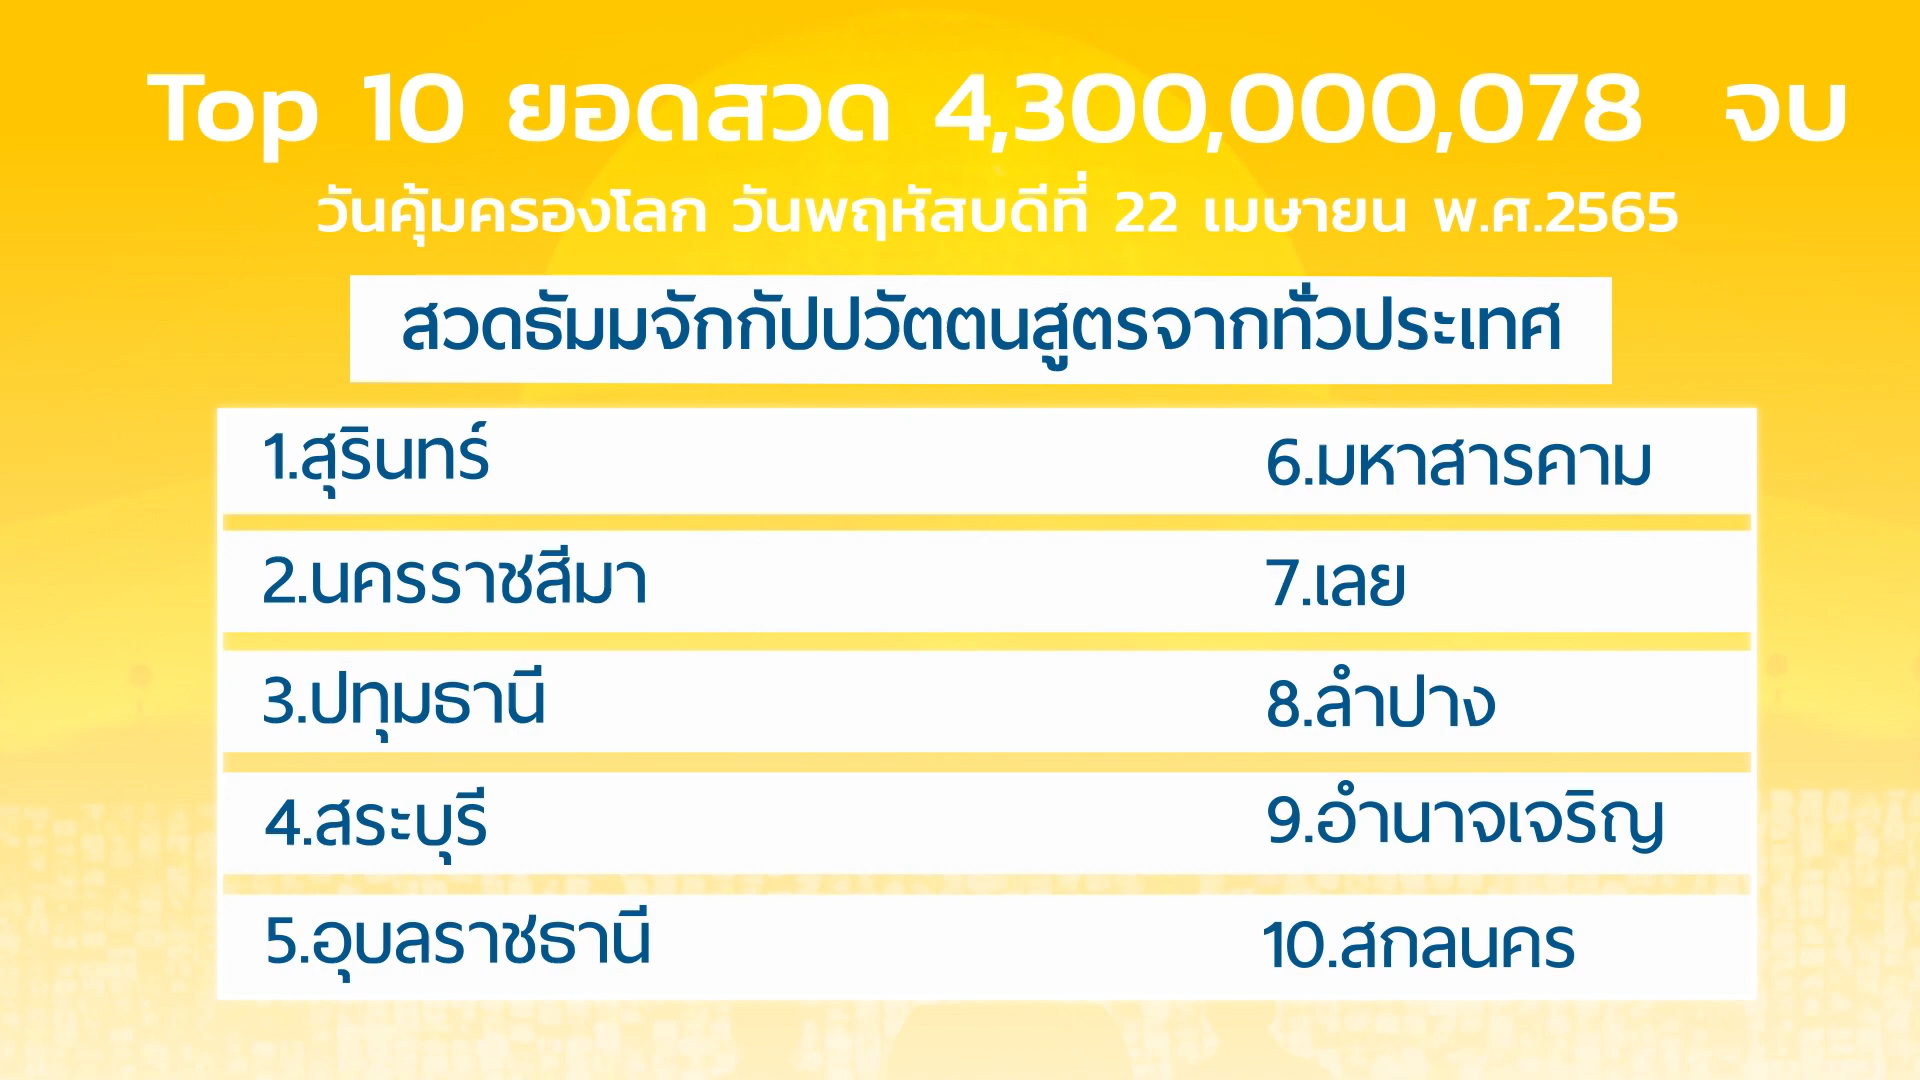 Top 10 ยอดสวด 4,300,000,078 จบ
วันคุ้มครองโลก วันพฤหัสบดีที่ 22 เมษายน พ.ศ.2565
สวดธัมมจักกัปปวัตตนสูตรจากทั่วประเทศ
1.สุรินทร์
2.นครราชสีมา
3.ปทุมธานี
4.สระบุรี
5.อุบลราชธานี
6.มหาสารคาม
7.เลย
8.ลำปาง
9.อำนาจเจริญ
10.สกลนคร